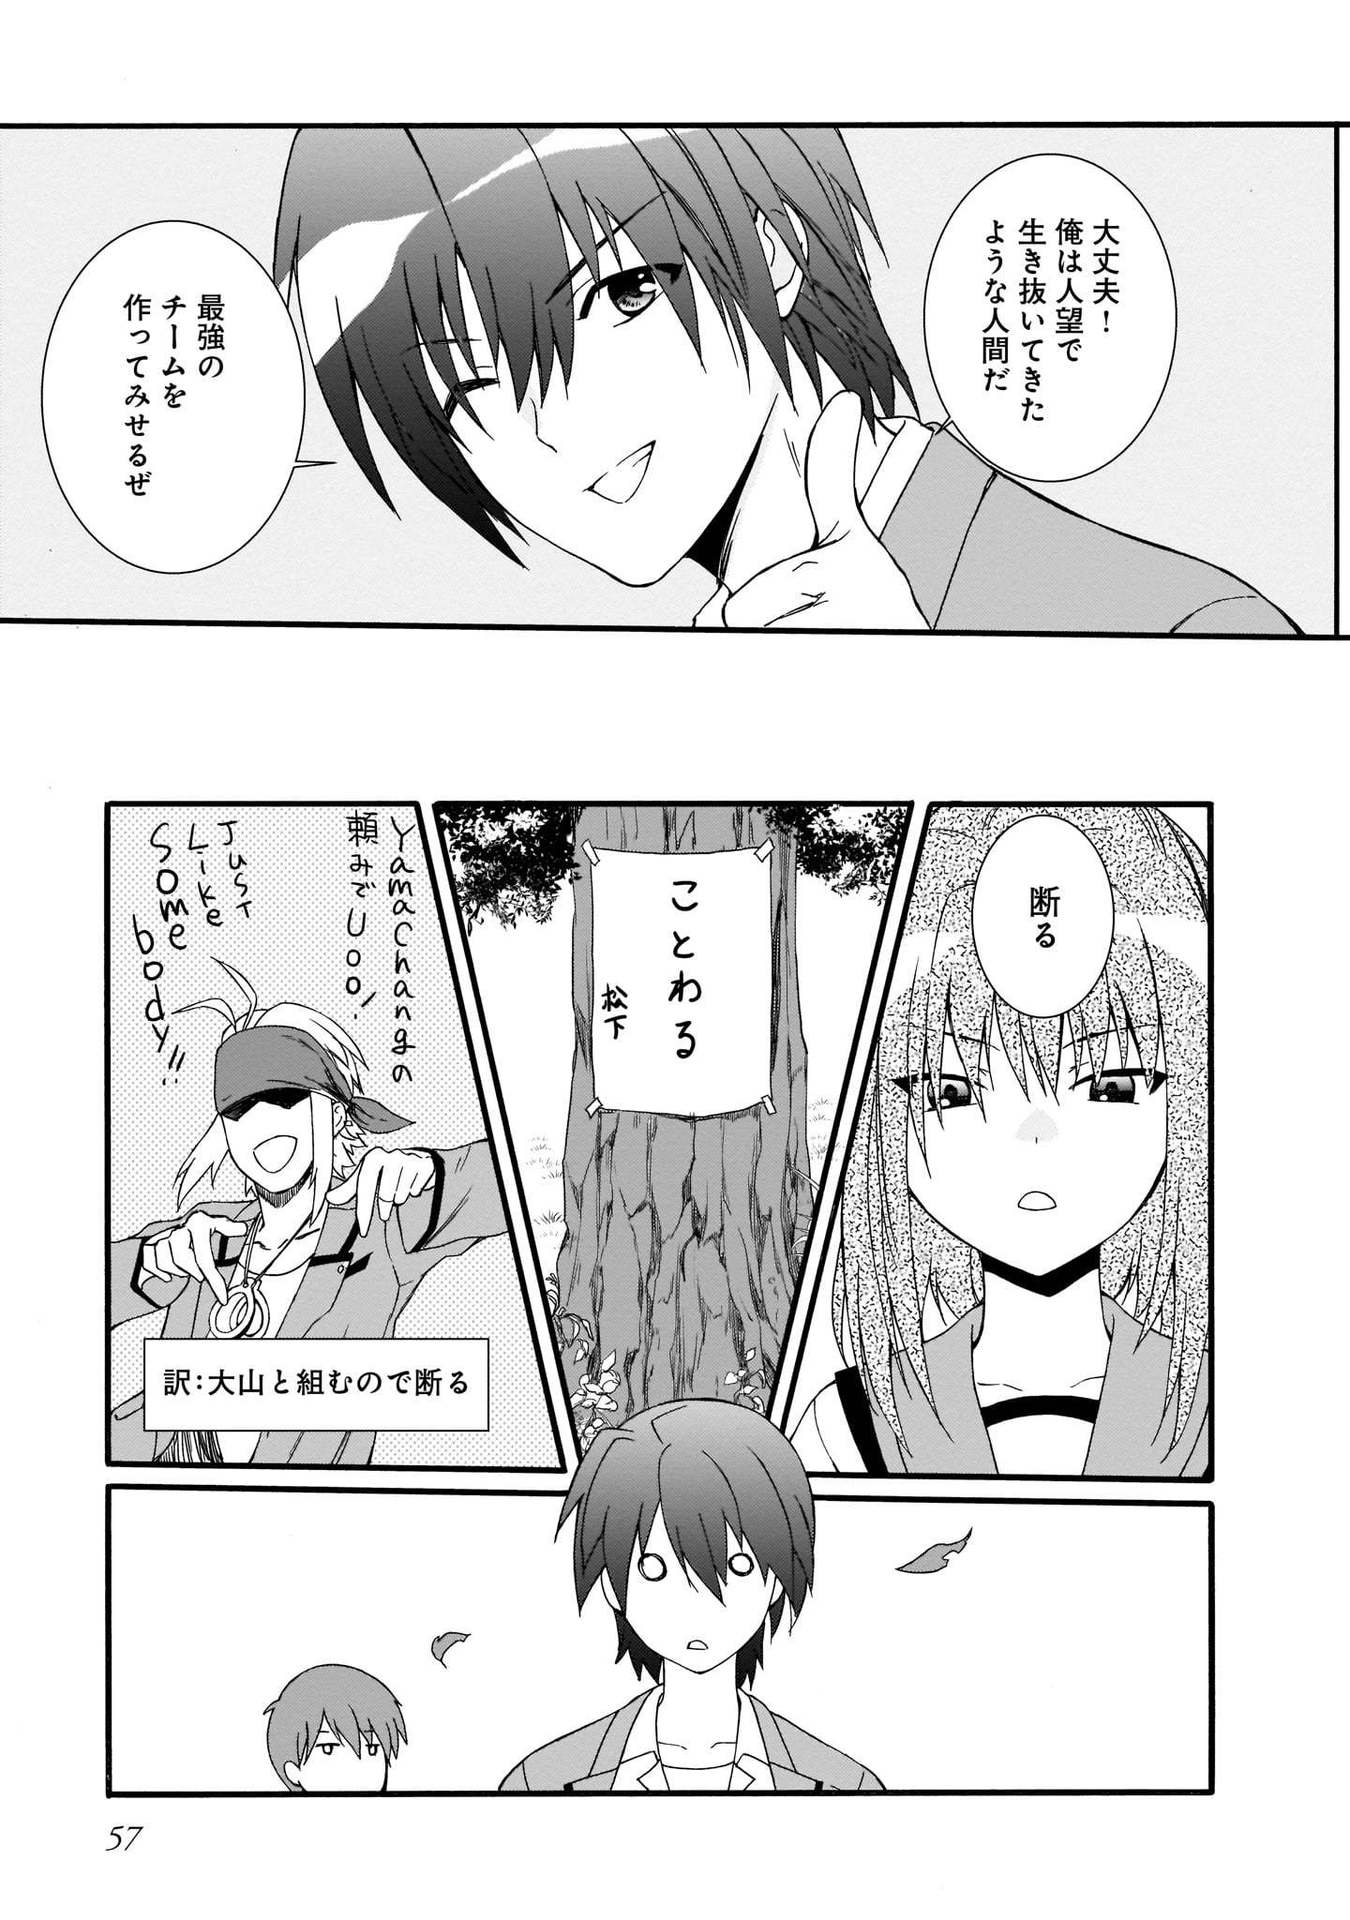 大丈夫！
俺は人望で
生き抜いてきた
ような人間だ
最強の
チームを
作ってみせるぜ
断る
ことわる
松下
Yamachangの
頼みでUoo!
Just
Like
Some
body!!
訳：大山と組むので断る
57